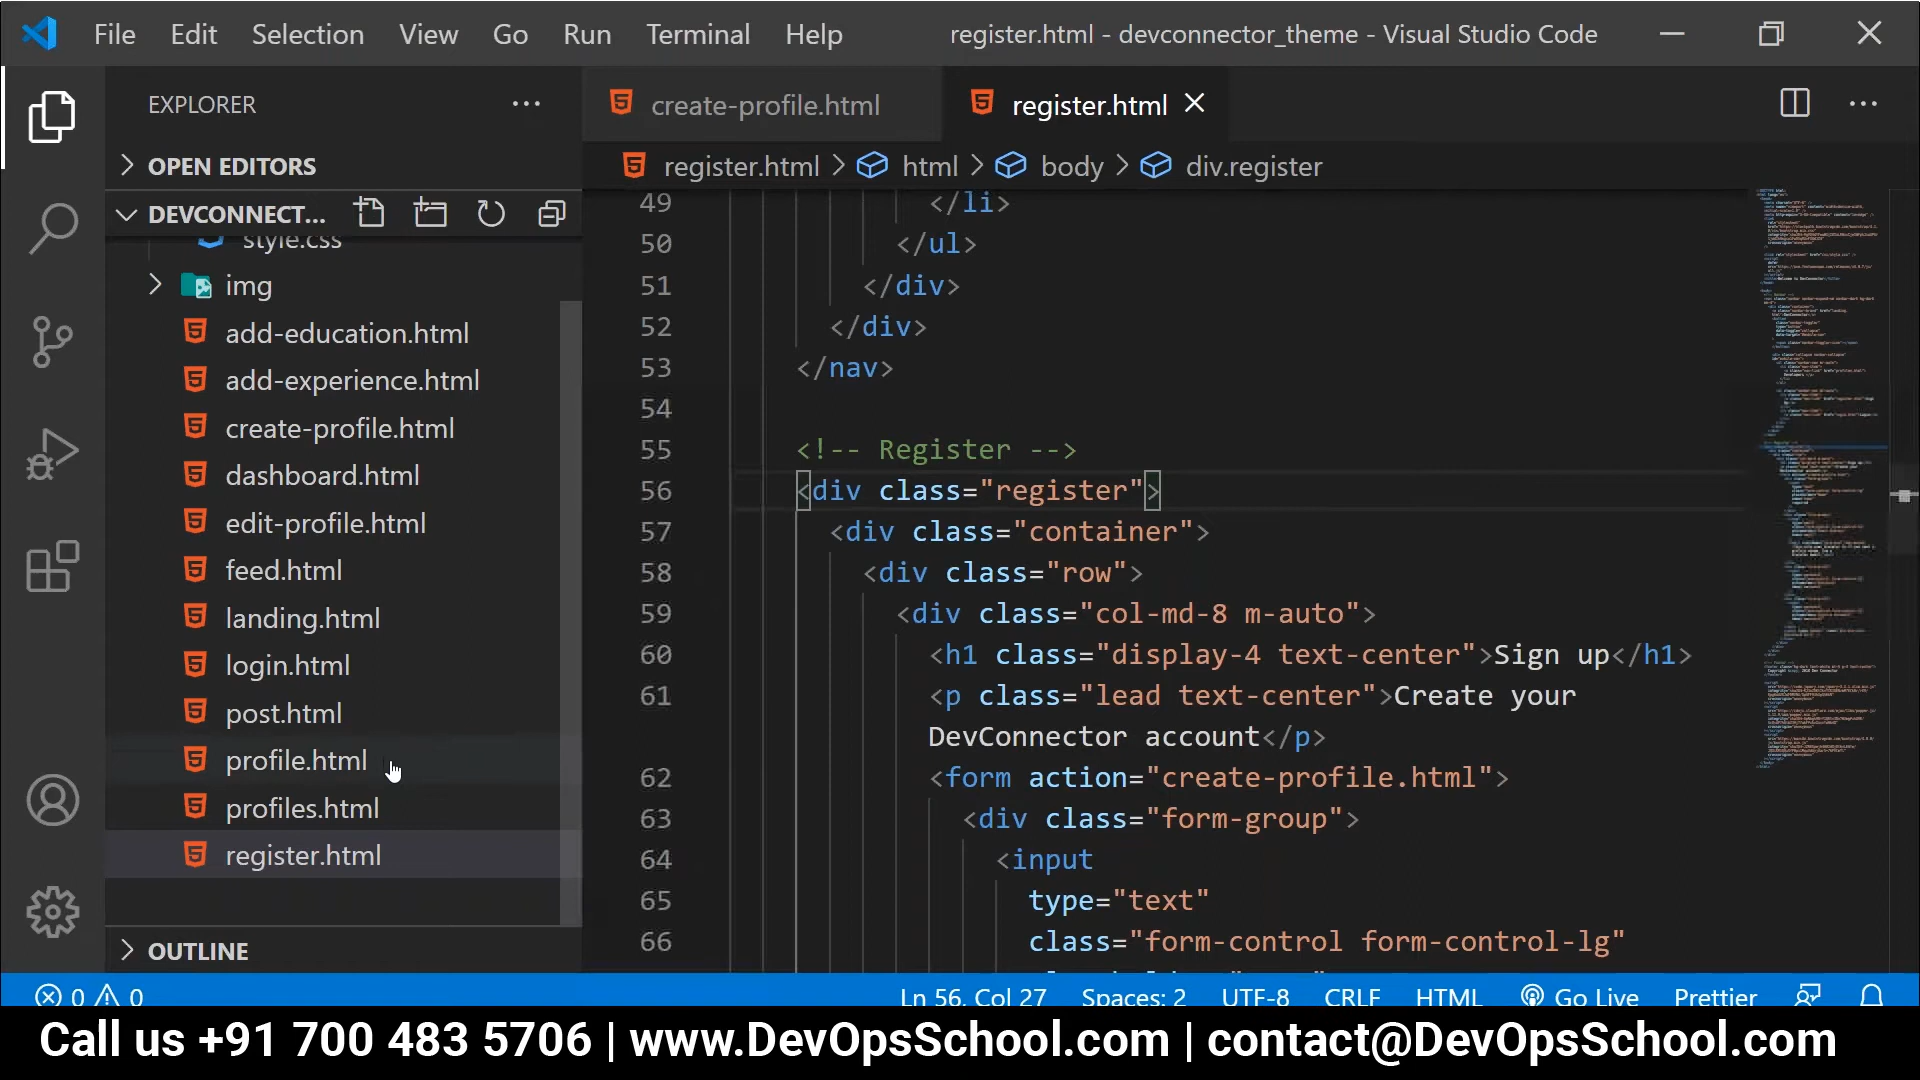 File Edit Selection View Go Run Terminal Help register.html - devconnector_theme - Visual Studio Code
EXPLORER
create-profile.html register.html
OPEN EDITORS
register.html > html > body > div.register
DEVCONNECT...
style.css
img
add-education.html
add-experience.html
create-profile.html
dashboard.html
edit-profile.html
feed.html
landing.html
login.html
post.html
profile.html
profiles.html
register.html
OUTLINE
49 </li>
50 </ul>
51 </div>
52 </div>
53 </nav>
54
55 <!-- Register -->
56 <div class="register">
57 <div class="container">
58 <div class="row">
59 <div class="col-md-8 m-auto">
60 <h1 class="display-4 text-center">Sign up</h1>
61 <p class="lead text-center">Create your
DevConnector account</p>
62 <form action="create-profile.html">
63 <div class="form-group">
64 <input
65 type="text"
66 class="form-control form-control-lg"
0 0 Ln 56, Col 27 Spaces: 2 UTF-8 CRLF HTML Go Live Prettier
Call us +91 700 483 5706 | www.DevOpsSchool.com | contact@DevOpsSchool.com